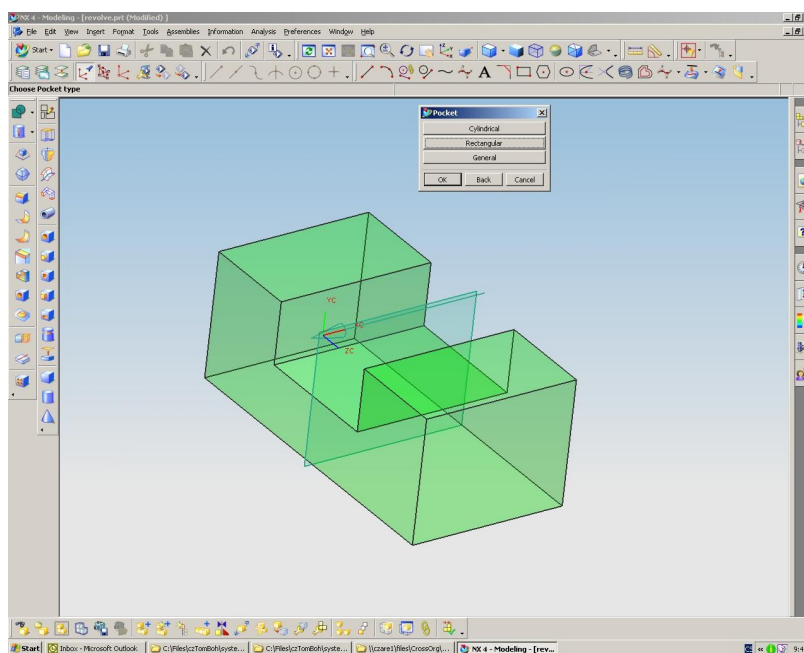 NX 4 - Modeling - [revolve.prt (Modified) ]
File Edit View Insert Format Tools Assemblies Information Analysis Preferences Window Help
Start
Choose Pocket type
Pocket
Cylindrical
Rectangular
General
OK Back Cancel
YC
ZC
Start Inbox - Microsoft Outlook C:\Files\czTomBoh\syste... C:\Files\czTomBoh\syste... \\czare1\files\CrossOrg\... NX 4 - Modeling - [rev...